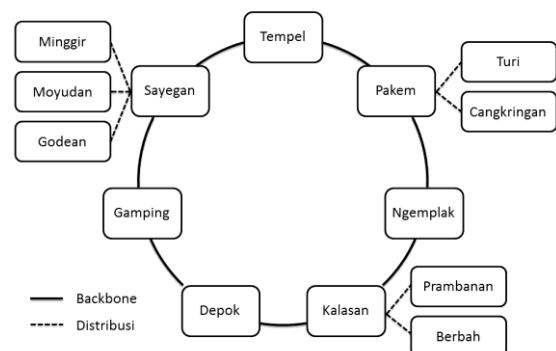 Tempel
Minggir
Moyudan
Godean
Sayegan
Pakem
Turi
Cangkringan
Gamping
Ngemplak
Depok
Kalasan
Prambanan
Berbah
Backbone
Distribusi